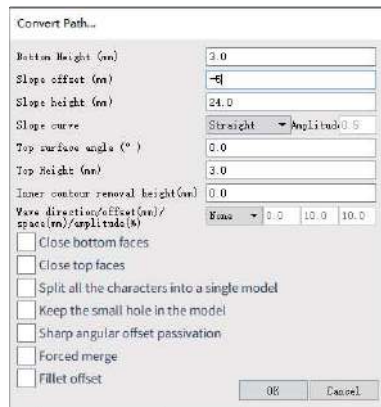 Convert Path...
Bottom Height (mm) 3.0
Slope offset (mm) -6
Slope height (mm) 24.0
Slope curve Straight Amplitude 0.5
Top surface angle (°) 0.0
Top Height (mm) 3.0
Inner contour removal height(mm) 0.0
Wave direction/offset(mm)/
space(mm)/amplitude(%) None 0.0 10.0 10.0
Close bottom faces
Close top faces
Split all the characters into a single model
Keep the small hole in the model
Sharp angular offset passivation
Forced merge
Fillet offset
OK Cancel